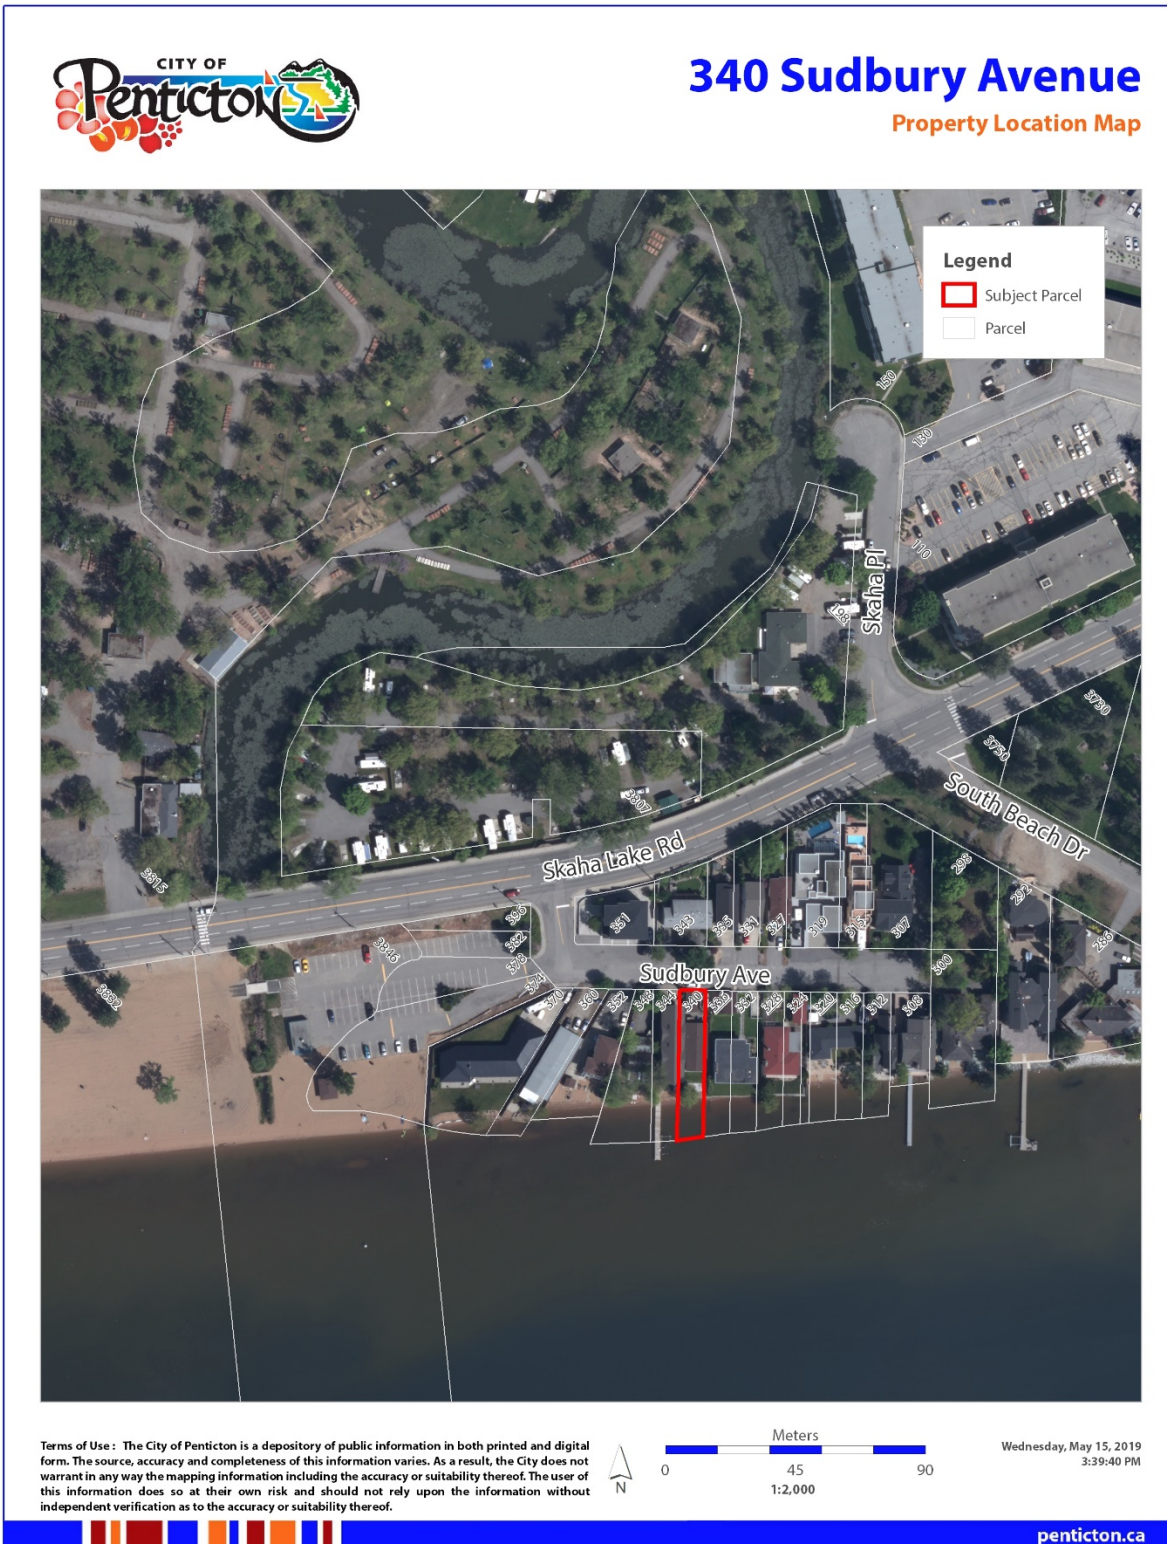 CITY OF
Penticton
340 Sudbury Avenue
Property Location Map
Legend
Subject Parcel
Parcel
150
130
110
Skaha Pl
198
3730
3750
South Beach Dr
3807
Skaha Lake Rd
3815
298
292
286
396
382
378
374
3846
3852
351
343
335
331
327
319
315
307
300
Sudbury Ave
370
360
352
348
344
340
336
332
328
324
320
316
312
308
Terms of Use : The City of Penticton is a depository of public information in both printed and digital
form. The source, accuracy and completeness of this information varies. As a result, the City does not
warrant in any way the mapping information including the accuracy or suitability thereof. The user of
this information does so at their own risk and should not rely upon the information without
independent verification as to the accuracy or suitability thereof.
N
Meters
0 45 90
1:2,000
Wednesday, May 15, 2019
3:39:40 PM
penticton.ca